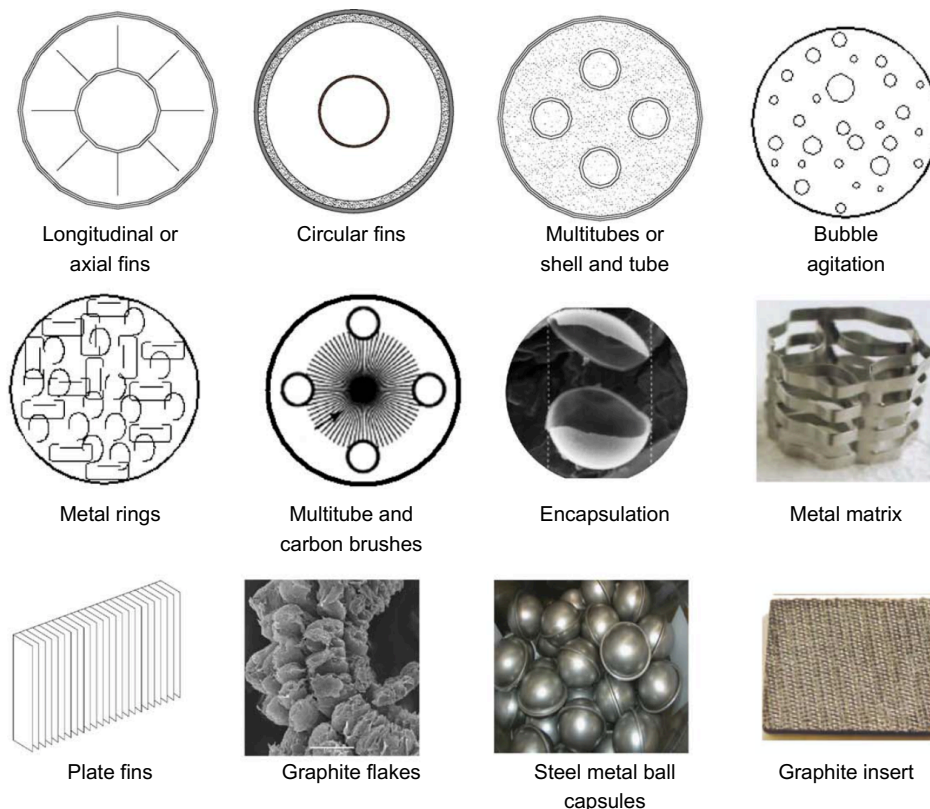 Longitudinal or
axial fins
Circular fins
Multitubes or
shell and tube
Bubble
agitation
Metal rings
Multitube and
carbon brushes
Encapsulation
Metal matrix
Plate fins
Graphite flakes
Steel metal ball
capsules
Graphite insert